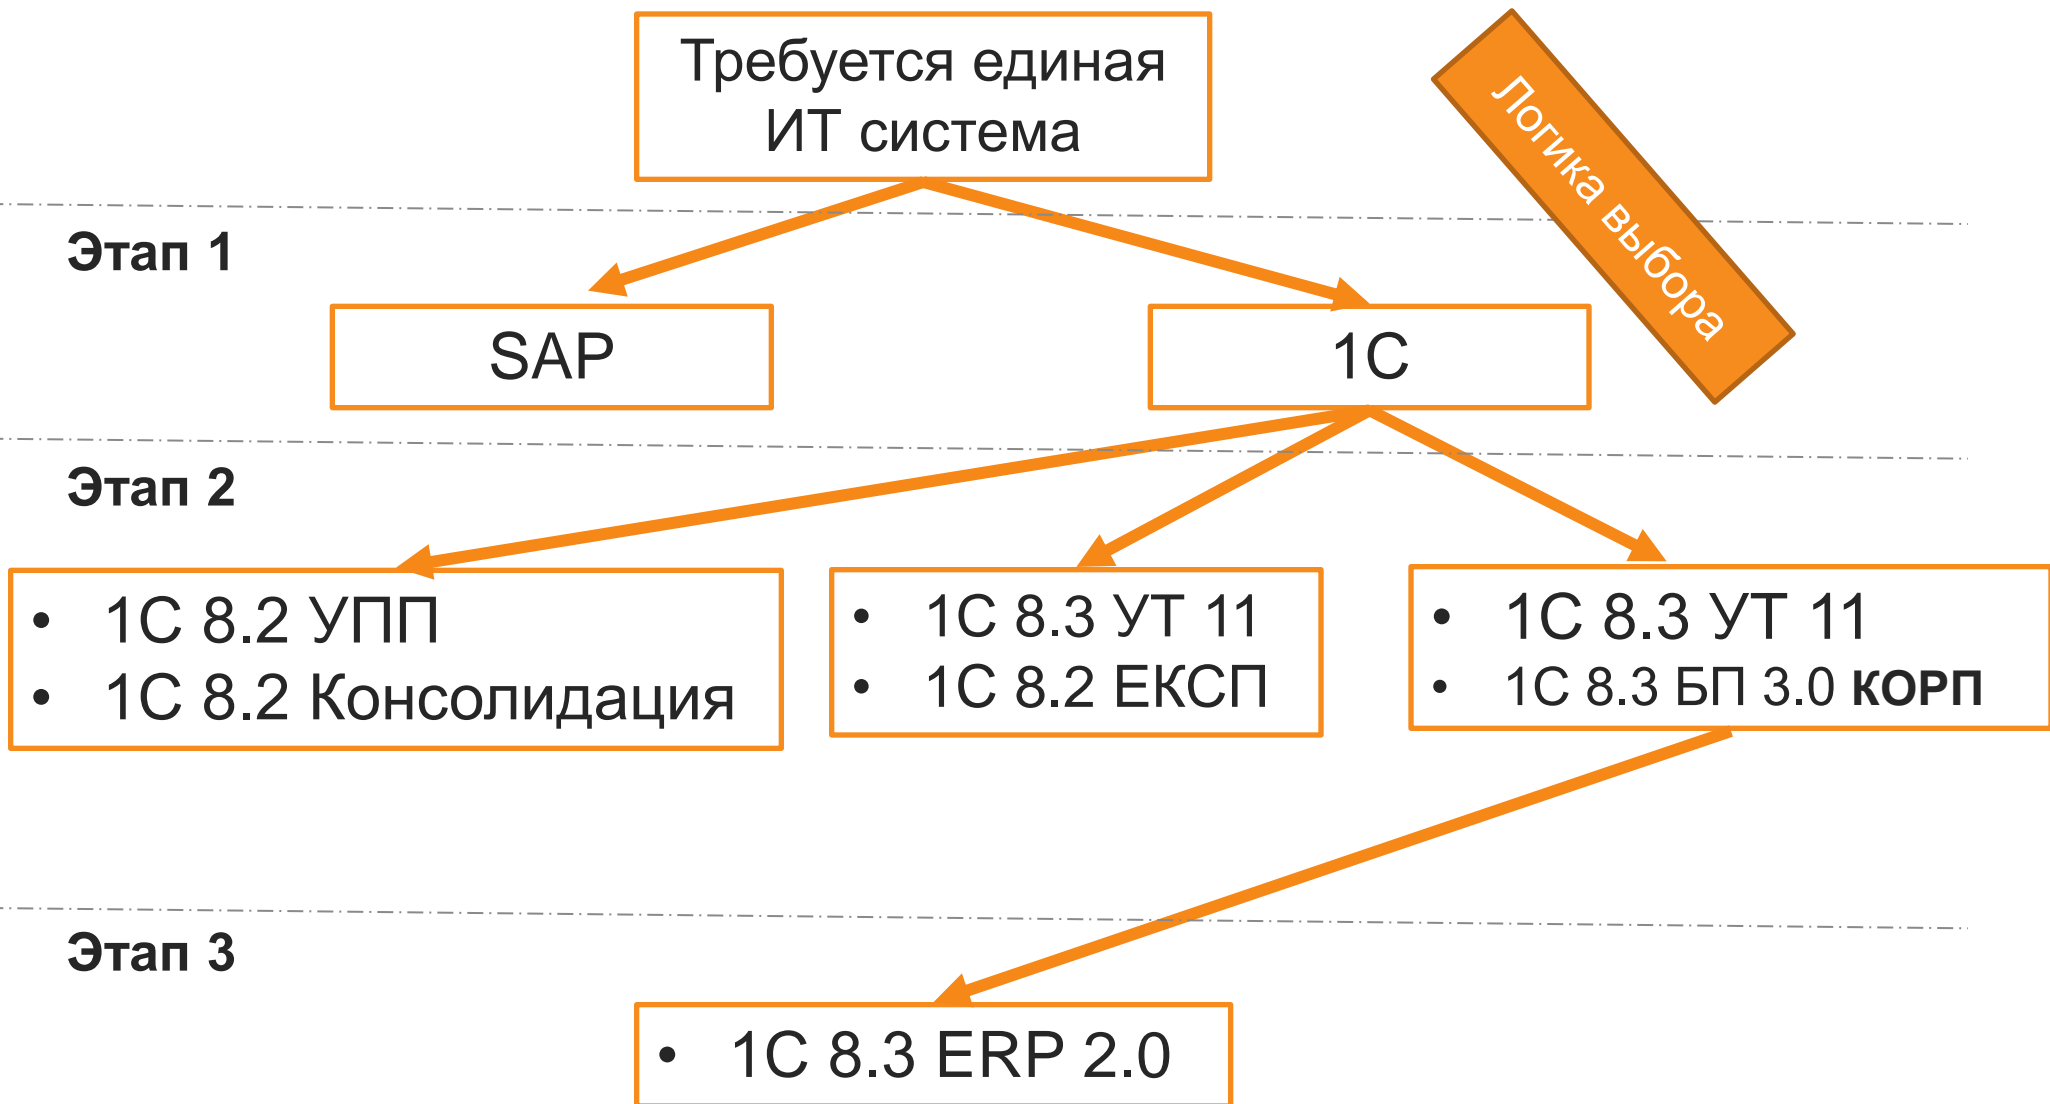 Требуется единая
ИТ система
Логика выбора
Этап 1
SAP
1С
Этап 2
• 1С 8.2 УПП
• 1С 8.2 Консолидация
• 1С 8.3 УТ 11
• 1С 8.2 ЕКСП
• 1С 8.3 УТ 11
• 1С 8.3 БП 3.0 КОРП
Этап 3
• 1С 8.3 ERP 2.0